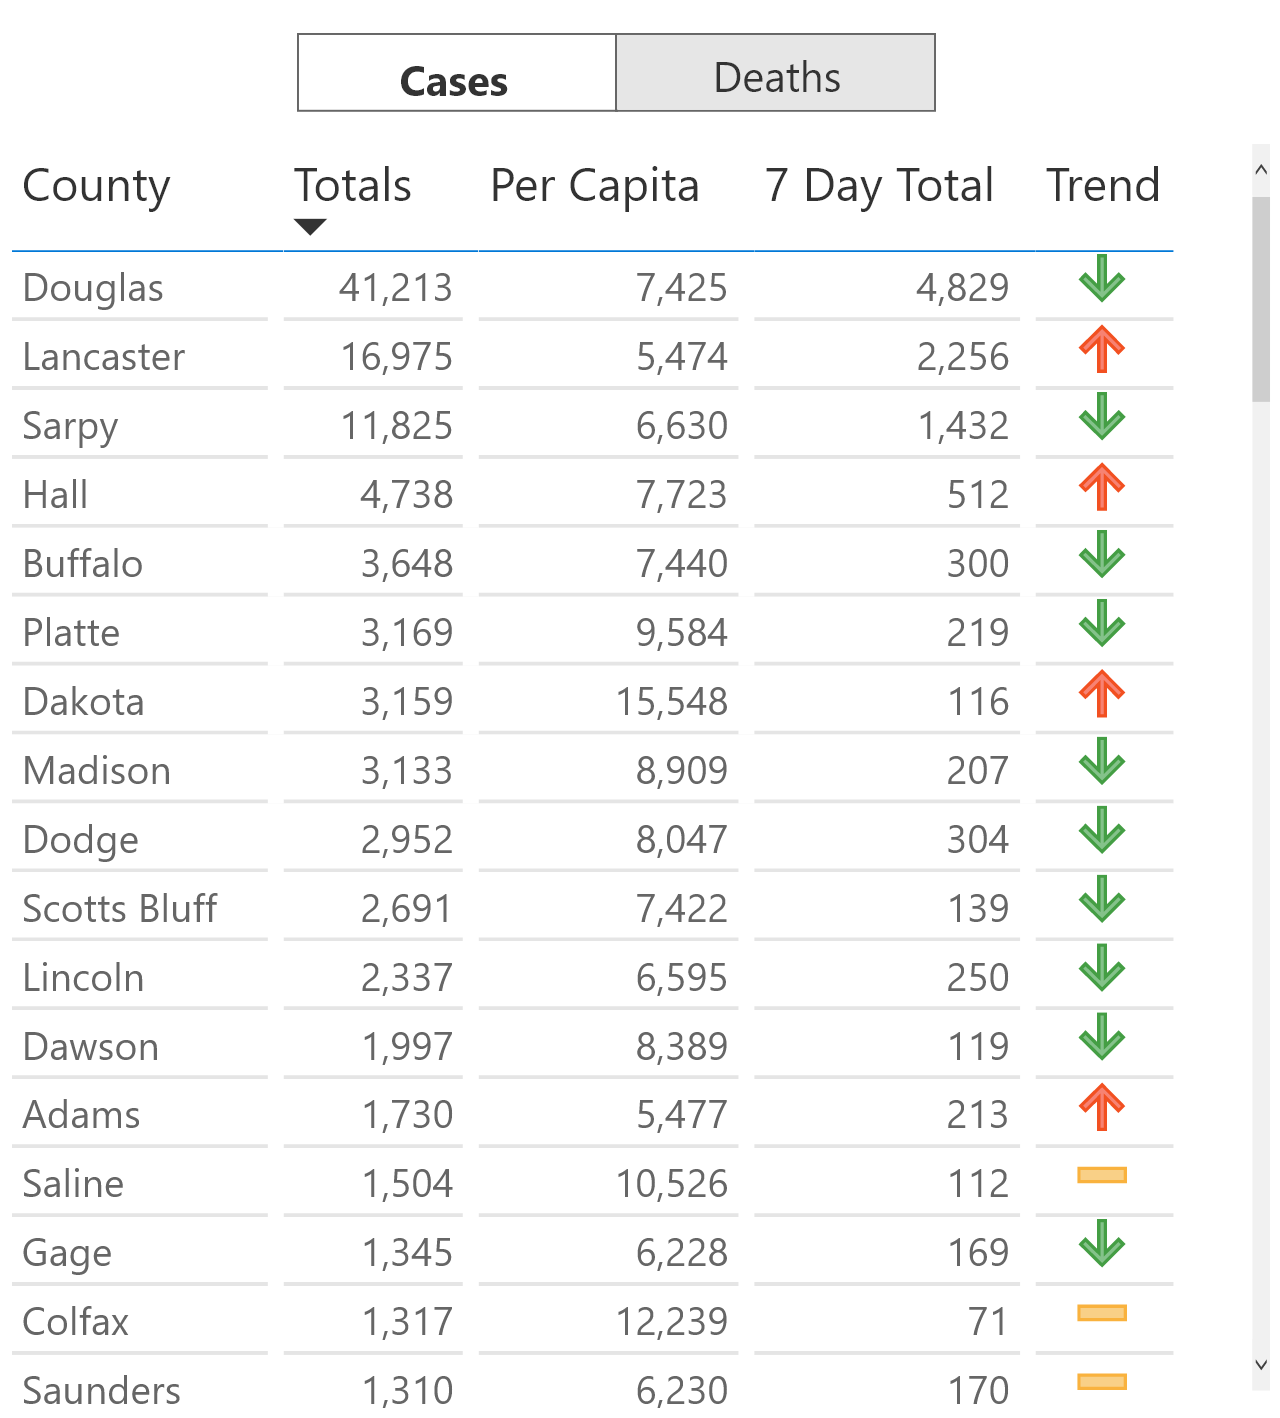 Cases Deaths
County Totals Per Capita 7 Day Total Trend
Douglas 41,213 7,425 4,829
Lancaster 16,975 5,474 2,256
Sarpy 11,825 6,630 1,432
Hall 4,738 7,723 512
Buffalo 3,648 7,440 300
Platte 3,169 9,584 219
Dakota 3,159 15,548 116
Madison 3,133 8,909 207
Dodge 2,952 8,047 304
Scotts Bluff 2,691 7,422 139
Lincoln 2,337 6,595 250
Dawson 1,997 8,389 119
Adams 1,730 5,477 213
Saline 1,504 10,526 112
Gage 1,345 6,228 169
Colfax 1,317 12,239 71
Saunders 1,310 6,230 170